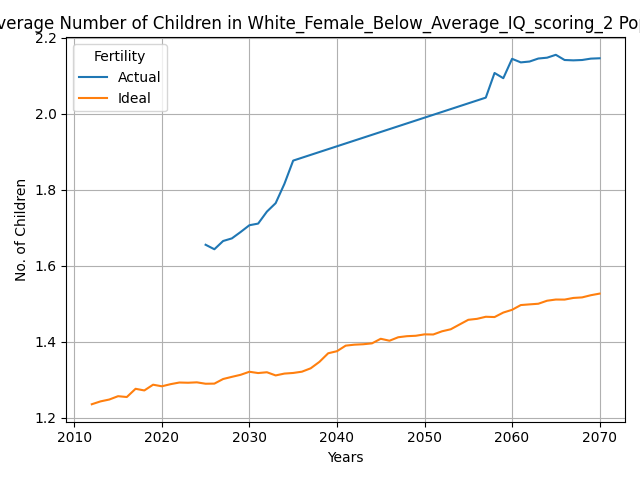 verage Number of Children in White_Female_Below_Average_IQ_scoring_2 Pop
Fertility
Actual
Ideal
2.2
2.0
1.8
1.6
1.4
1.2
No. of Children
2010 2020 2030 2040 2050 2060 2070
Years